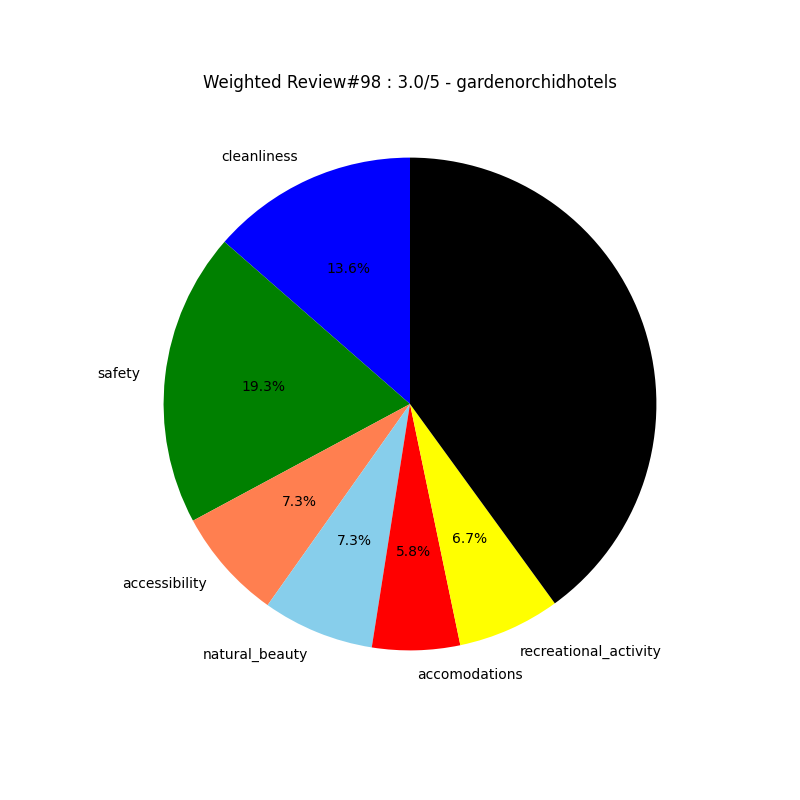 Weighted Review#98 : 3.0/5 - gardenorchidhotels
cleanliness
13.6%
safety
19.3%
7.3%
accessibility
7.3%
natural_beauty
5.8%
accomodations
6.7%
recreational_activity